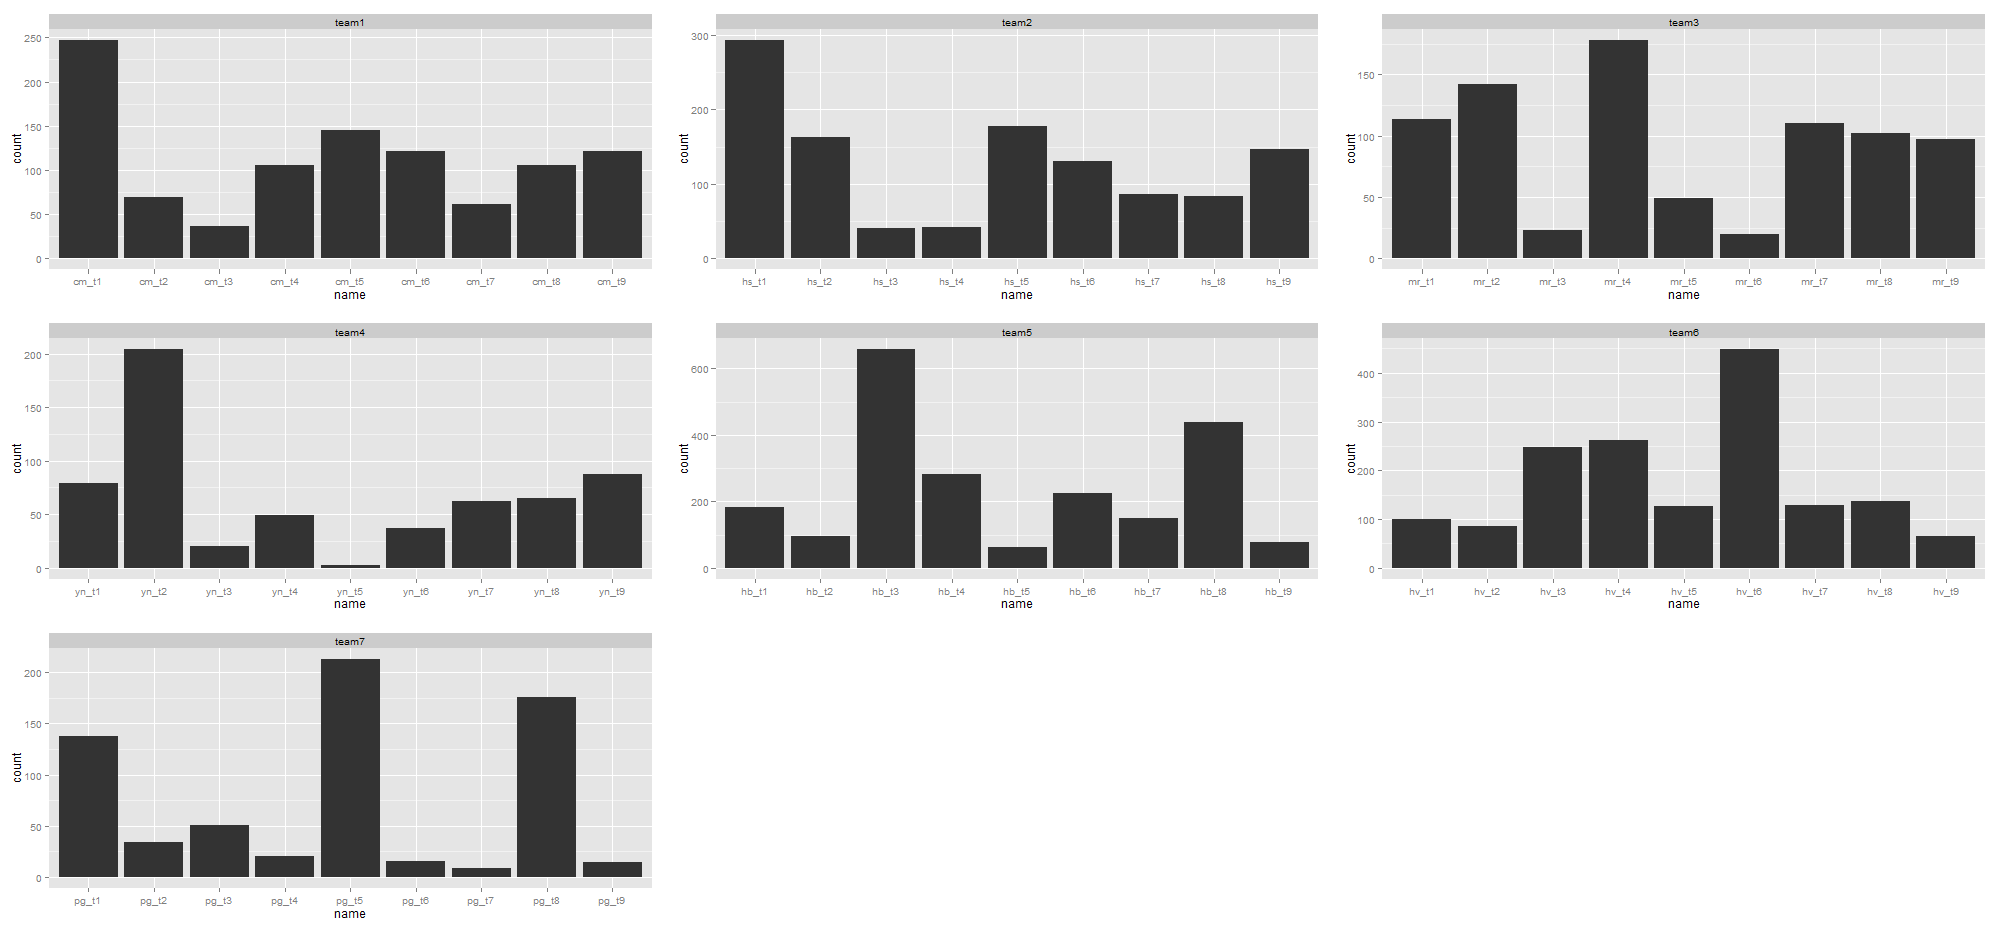 team1
250
200
150
100
50
0
count
cm_t1 cm_t2 cm_t3 cm_t4 cm_t5 cm_t6 cm_t7 cm_t8 cm_t9
name
team2
300
200
100
0
count
hs_t1 hs_t2 hs_t3 hs_t4 hs_t5 hs_t6 hs_t7 hs_t8 hs_t9
name
team3
150
100
50
0
count
mr_t1 mr_t2 mr_t3 mr_t4 mr_t5 mr_t6 mr_t7 mr_t8 mr_t9
name
team4
200
150
100
50
0
count
yn_t1 yn_t2 yn_t3 yn_t4 yn_t5 yn_t6 yn_t7 yn_t8 yn_t9
name
team5
600
400
200
0
count
hb_t1 hb_t2 hb_t3 hb_t4 hb_t5 hb_t6 hb_t7 hb_t8 hb_t9
name
team6
400
300
200
100
0
count
hv_t1 hv_t2 hv_t3 hv_t4 hv_t5 hv_t6 hv_t7 hv_t8 hv_t9
name
team7
200
150
100
50
0
count
pg_t1 pg_t2 pg_t3 pg_t4 pg_t5 pg_t6 pg_t7 pg_t8 pg_t9
name